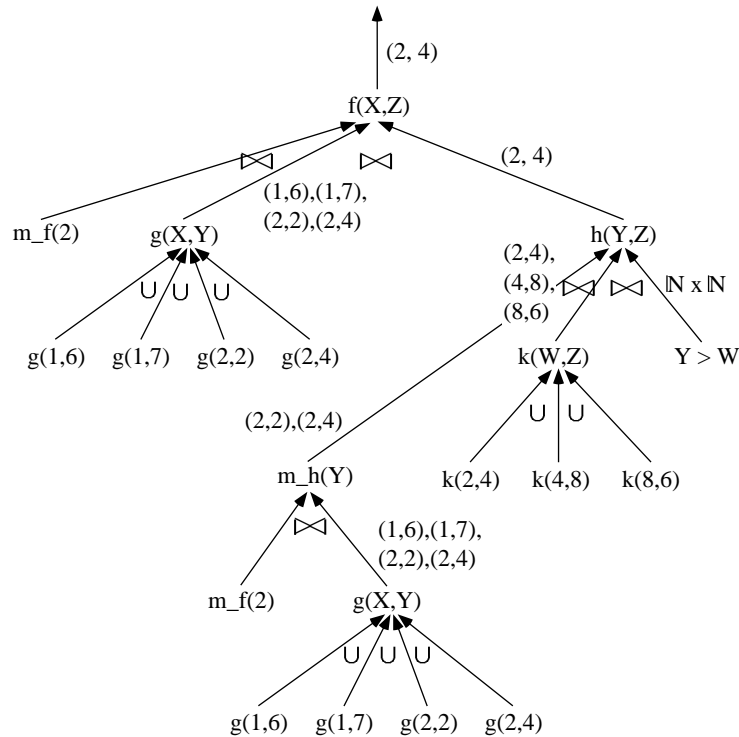 (2, 4)
f(X,Z)
⋈ ⋈ (2, 4)
(1,6),(1,7),
(2,2),(2,4)
m_f(2) g(X,Y) h(Y,Z)
(2,4),
(4,8),
(8,6)
⋈ ⋈ ℕ x ℕ
∪ ∪ ∪
g(1,6) g(1,7) g(2,2) g(2,4) k(W,Z) Y > W
∪ ∪
(2,2),(2,4)
m_h(Y) k(2,4) k(4,8) k(8,6)
⋈
(1,6),(1,7),
(2,2),(2,4)
m_f(2) g(X,Y)
∪ ∪ ∪
g(1,6) g(1,7) g(2,2) g(2,4)